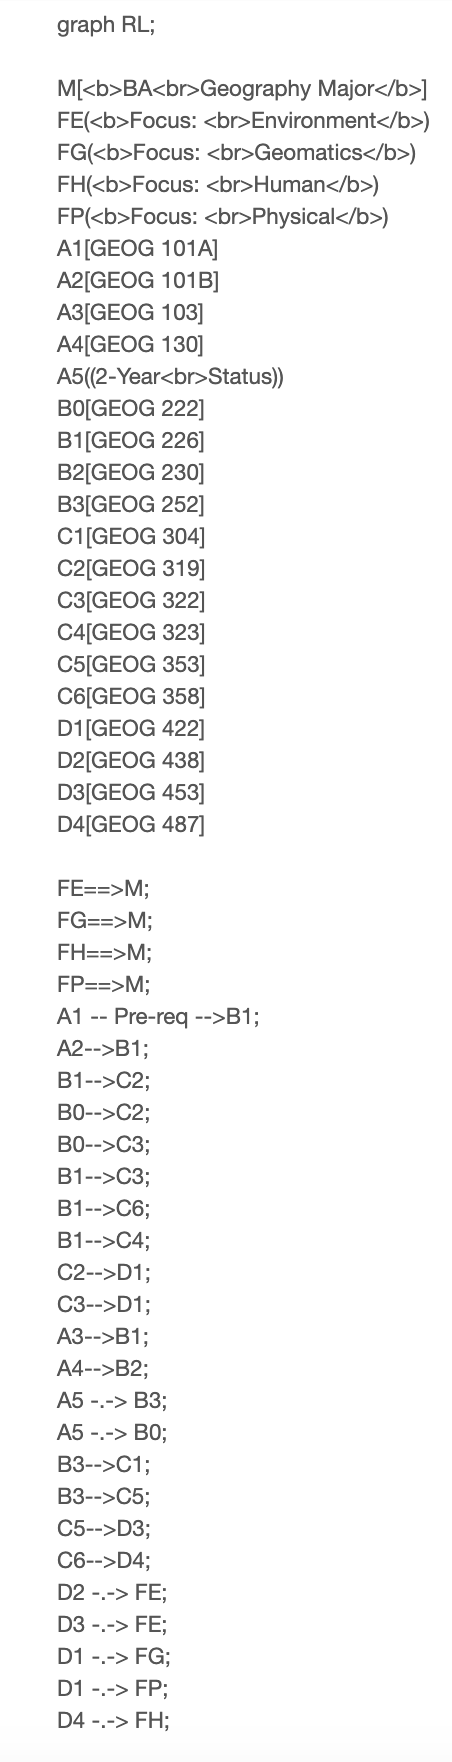 graph RL;
M[<b>BA<br>Geography Major</b>]
FE(<b>Focus: <br>Environment</b>)
FG(<b>Focus: <br>Geomatics</b>)
FH(<b>Focus: <br>Human</b>)
FP(<b>Focus: <br>Physical</b>)
A1[GEOG 101A]
A2[GEOG 101B]
A3[GEOG 103]
A4[GEOG 130]
A5((2-Year<br>Status))
B0[GEOG 222]
B1[GEOG 226]
B2[GEOG 230]
B3[GEOG 252]
C1[GEOG 304]
C2[GEOG 319]
C3[GEOG 322]
C4[GEOG 323]
C5[GEOG 353]
C6[GEOG 358]
D1[GEOG 422]
D2[GEOG 438]
D3[GEOG 453]
D4[GEOG 487]
FE==>M;
FG==>M;
FH==>M;
FP==>M;
A1 -- Pre-req -->B1;
A2-->B1;
B1-->C2;
B0-->C2;
B0-->C3;
B1-->C3;
B1-->C6;
B1-->C4;
C2-->D1;
C3-->D1;
A3-->B1;
A4-->B2;
A5 -.-> B3;
A5 -.-> B0;
B3-->C1;
B3-->C5;
C5-->D3;
C6-->D4;
D2 -.-> FE;
D3 -.-> FE;
D1 -.-> FG;
D1 -.-> FP;
D4 -.-> FH;